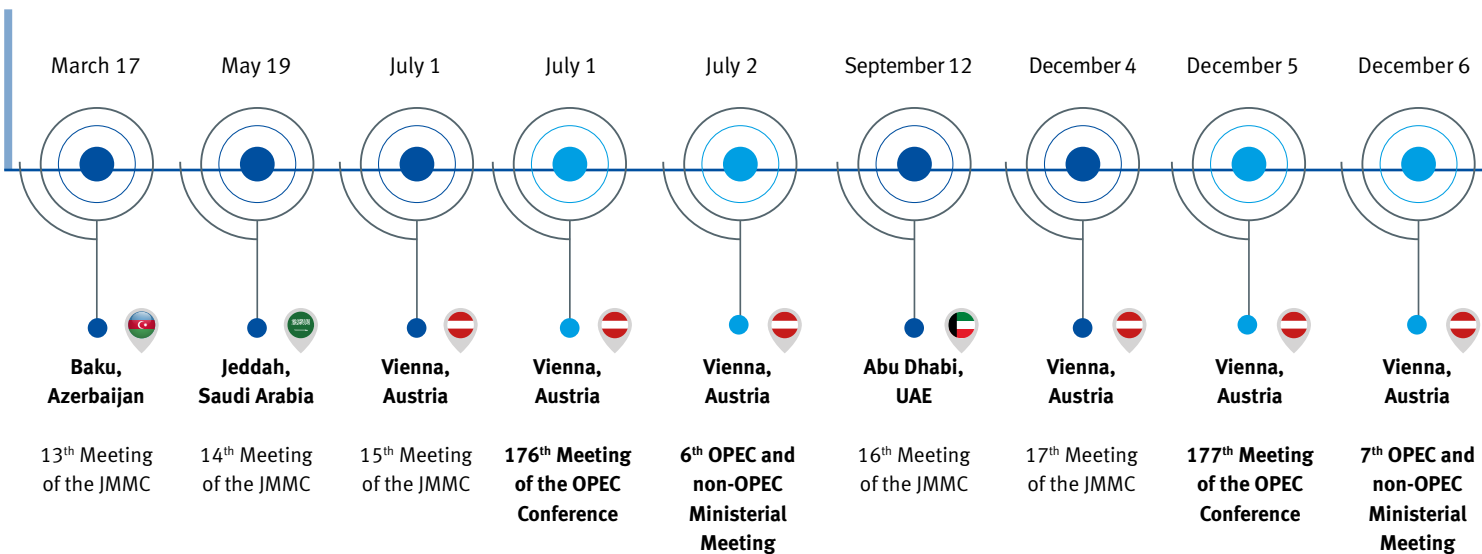 March 17
May 19
July 1
July 1
July 2
September 12
December 4
December 5
December 6
Baku,
Azerbaijan
13th Meeting
of the JMMC
Jeddah,
Saudi Arabia
14th Meeting
of the JMMC
Vienna,
Austria
15th Meeting
of the JMMC
Vienna,
Austria
176th Meeting
of the OPEC
Conference
Vienna,
Austria
6th OPEC and
non-OPEC
Ministerial
Meeting
Abu Dhabi,
UAE
16th Meeting
of the JMMC
Vienna,
Austria
17th Meeting
of the JMMC
Vienna,
Austria
177th Meeting
of the OPEC
Conference
Vienna,
Austria
7th OPEC and
non-OPEC
Ministerial
Meeting